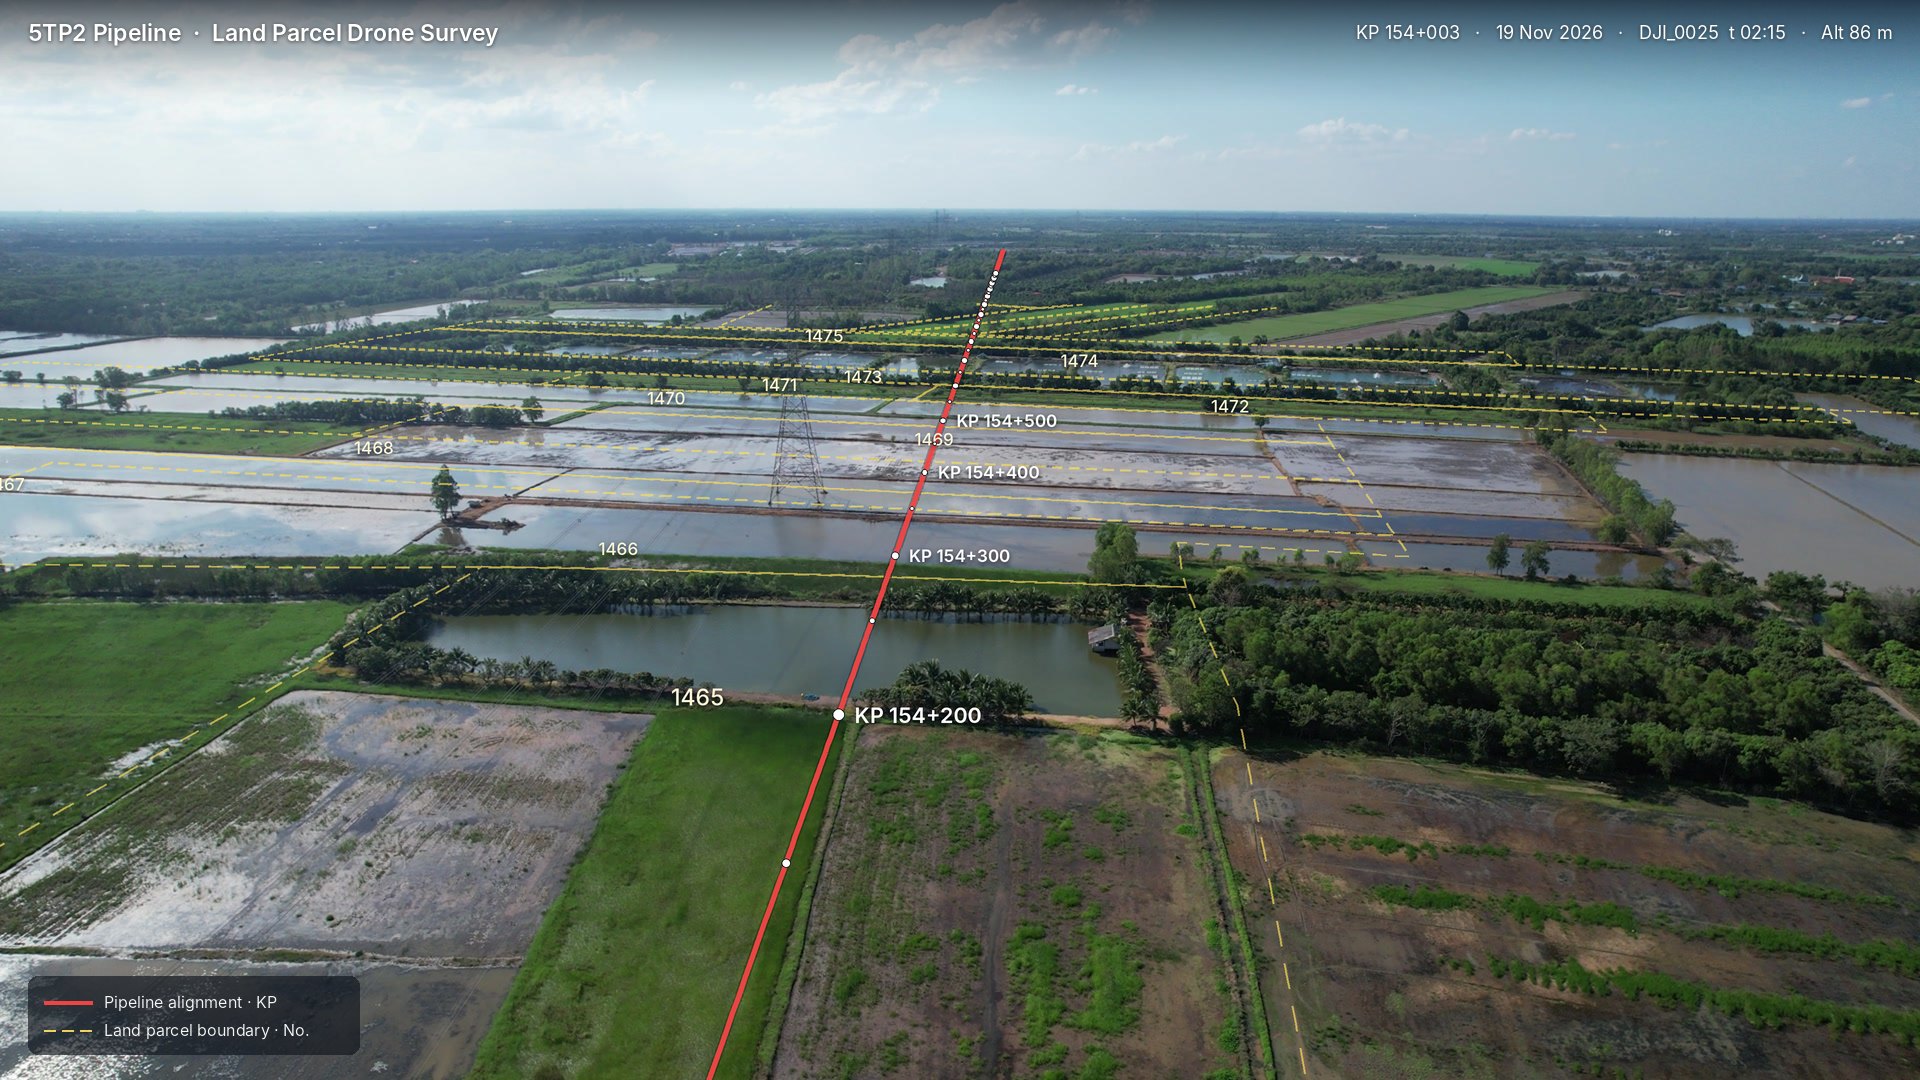 5TP2 Pipeline · Land Parcel Drone Survey
KP 154+003 · 19 Nov 2026 · DJI_0025 t 02:15 · Alt 86 m
1475
1474
1473
1471
1470
1472
KP 154+500
1469
1468
KP 154+400
467
1466
KP 154+300
1465
KP 154+200
Pipeline alignment · KP
Land parcel boundary · No.